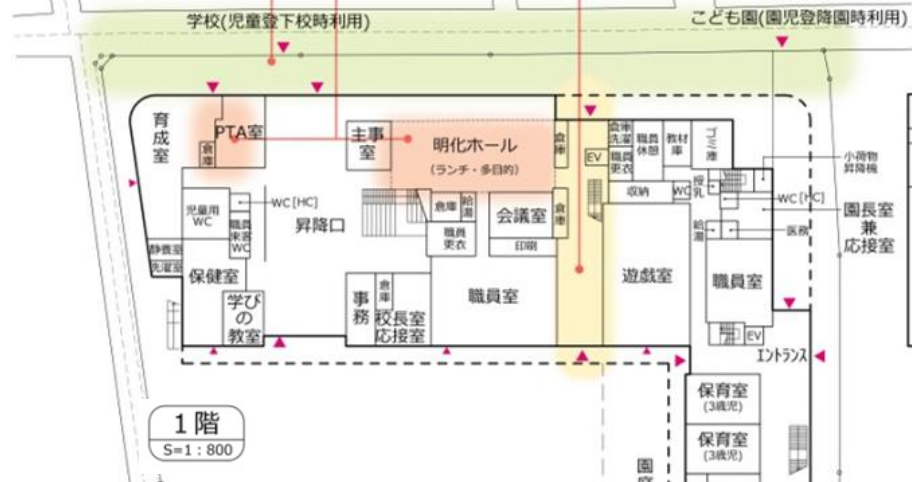 学校(児童登下校時利用)
こども園(園児登降園時利用)
育成室
PTA室
倉庫
主事室
明化ホール
(ランチ・多目的)
倉庫
EV
倉庫
洗濯
職員
更衣
職員
休憩
教材庫
ゴミ庫
小荷物
昇降機
児童用
WC
WC[HC]
職員
来客
WC
昇降口
倉庫
給湯
職員
更衣
会議室
印刷
倉庫
収納
WC
授乳
WC[HC]
給湯
医務
園長室
兼
応接室
静養室
洗濯室
保健室
学び
の
教室
事務
倉庫
校長室
応接室
職員室
遊戯室
職員室
EV
エントランス
保育室
(3歳児)
保育室
(3歳児)
1階
S=1:800